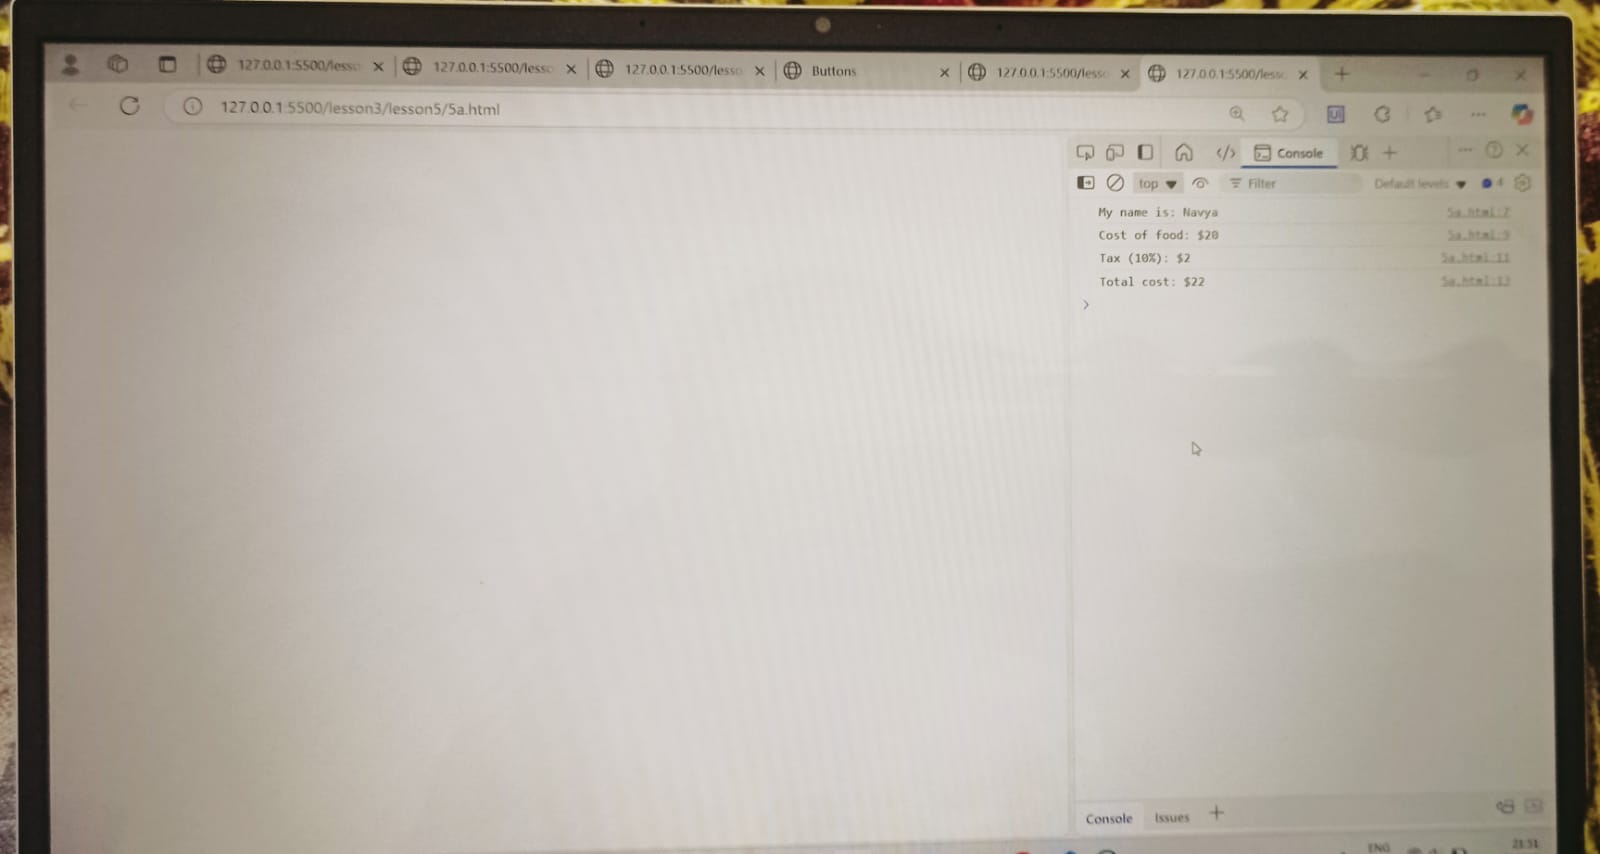 127.0.0.1:5500/lesso
127.0.0.1:5500/lesso
127.0.0.1:5500/lesso
Buttons
127.0.0.1:5500/lesso
127.0.0.1:5500/lesso
127.0.0.1:5500/lesson3/lesson5/5a.html
Console
top
Filter
Default levels
4
My name is: Navya 5a.html:7
Cost of food: $20 5a.html:9
Tax (10%): $2 5a.html:11
Total cost: $22 5a.html:13
>
Console
Issues
ENG
21:51